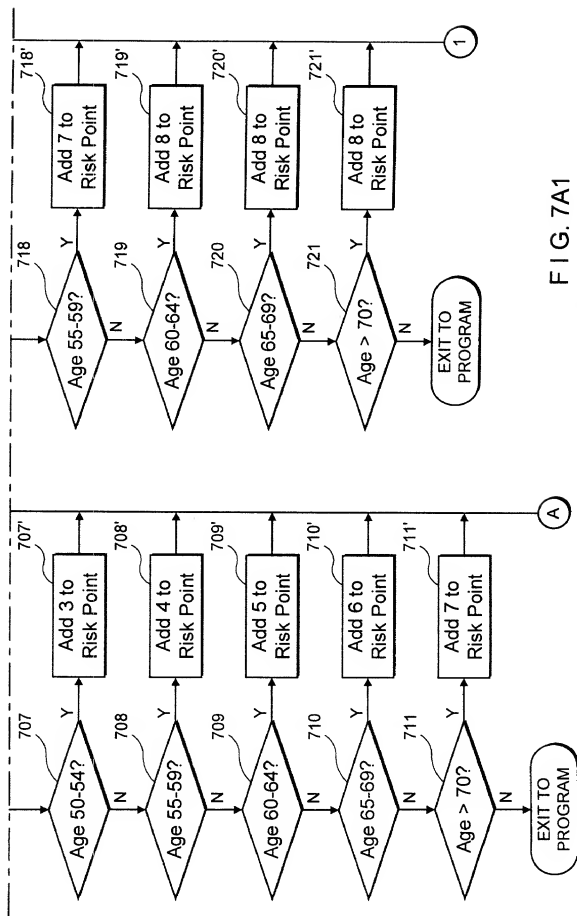 707
Age 50-54?
Y
N
707'
Add 3 to
Risk Point
708
Age 55-59?
Y
N
708'
Add 4 to
Risk Point
709
Age 60-64?
Y
N
709'
Add 5 to
Risk Point
710
Age 65-69?
Y
N
710'
Add 6 to
Risk Point
711
Age > 70?
Y
N
711'
Add 7 to
Risk Point
EXIT TO
PROGRAM
A
718
Age 55-59?
Y
N
718'
Add 7 to
Risk Point
719
Age 60-64?
Y
N
719'
Add 8 to
Risk Point
720
Age 65-69?
Y
N
720'
Add 8 to
Risk Point
721
Age > 70?
Y
N
721'
Add 8 to
Risk Point
EXIT TO
PROGRAM
1
FIG. 7A1